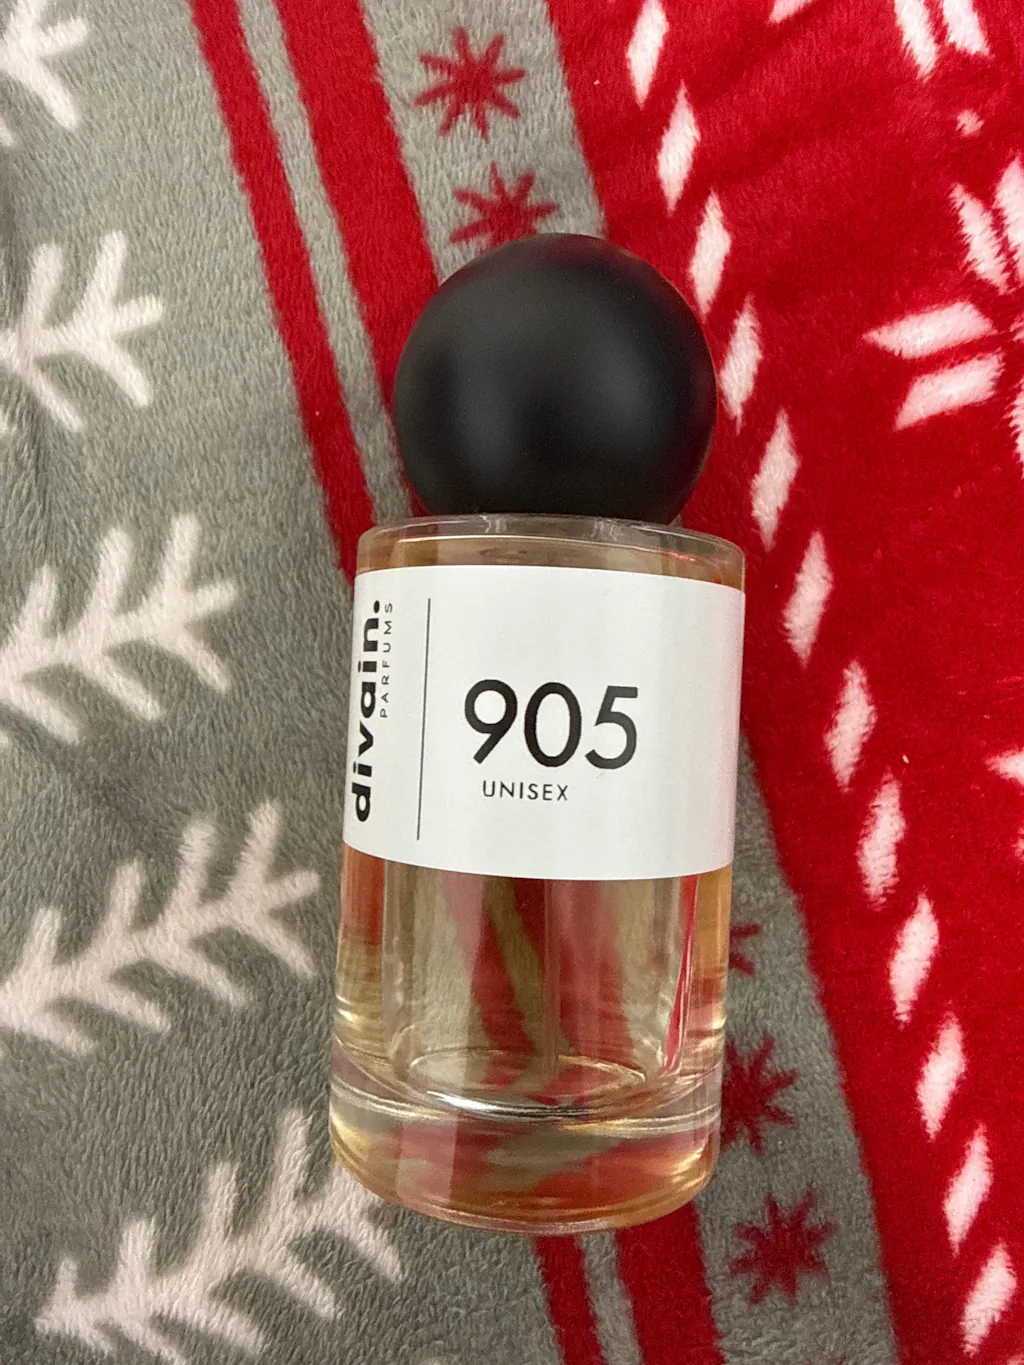 divain.
PARFUMS
905
UNISEX